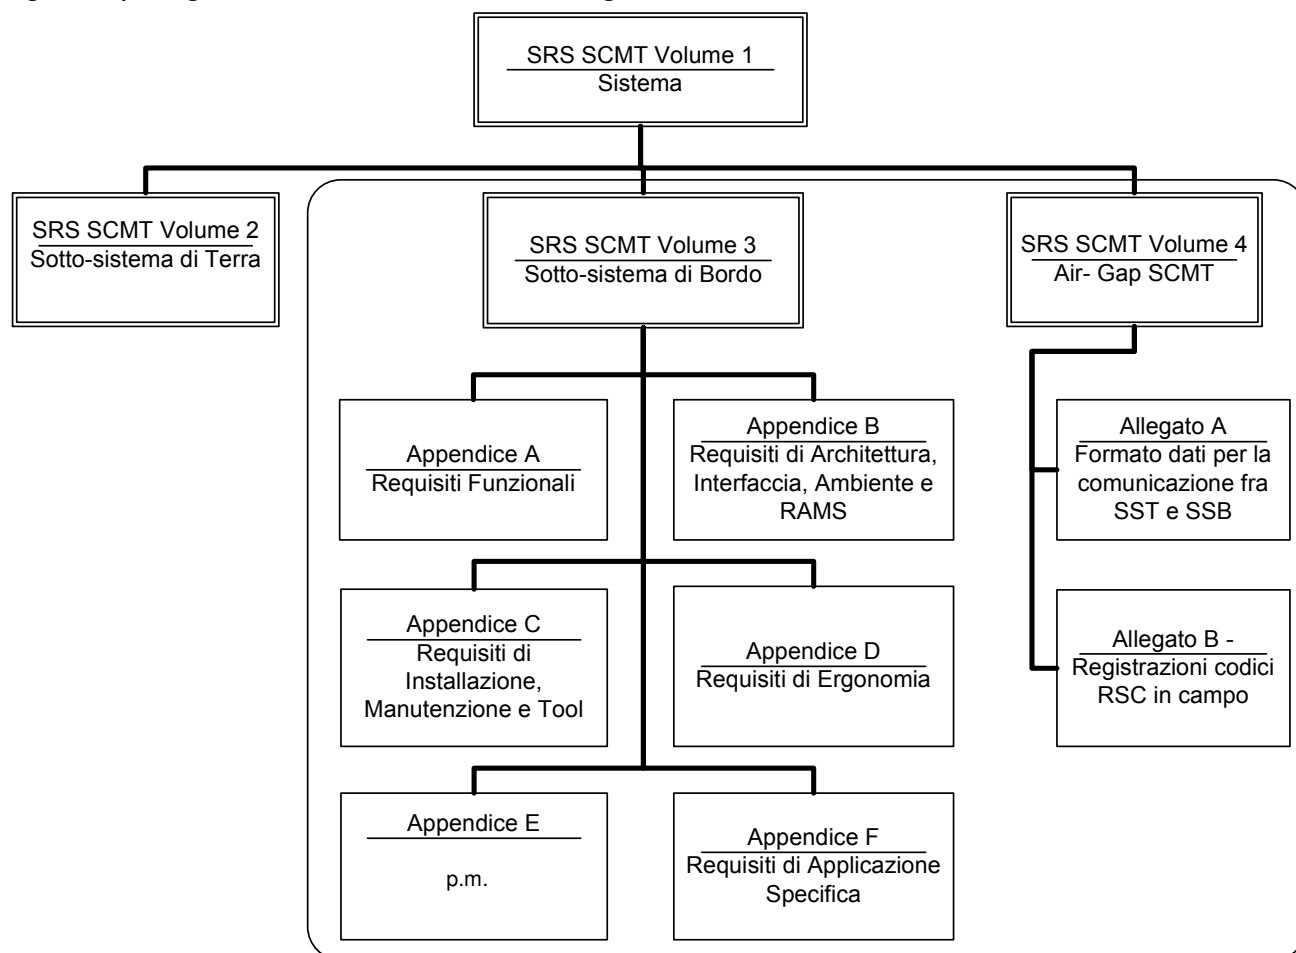 SRS SCMT Volume 1
Sistema
SRS SCMT Volume 2
Sotto-sistema di Terra
SRS SCMT Volume 3
Sotto-sistema di Bordo
SRS SCMT Volume 4
Air- Gap SCMT
Appendice A
Requisiti Funzionali
Appendice B
Requisiti di Architettura,
Interfaccia, Ambiente e
RAMS
Allegato A
Formato dati per la
comunicazione fra
SST e SSB
Appendice C
Requisiti di
Installazione,
Manutenzione e Tool
Appendice D
Requisiti di Ergonomia
Allegato B -
Registrazioni codici
RSC in campo
Appendice E
p.m.
Appendice F
Requisiti di Applicazione
Specifica